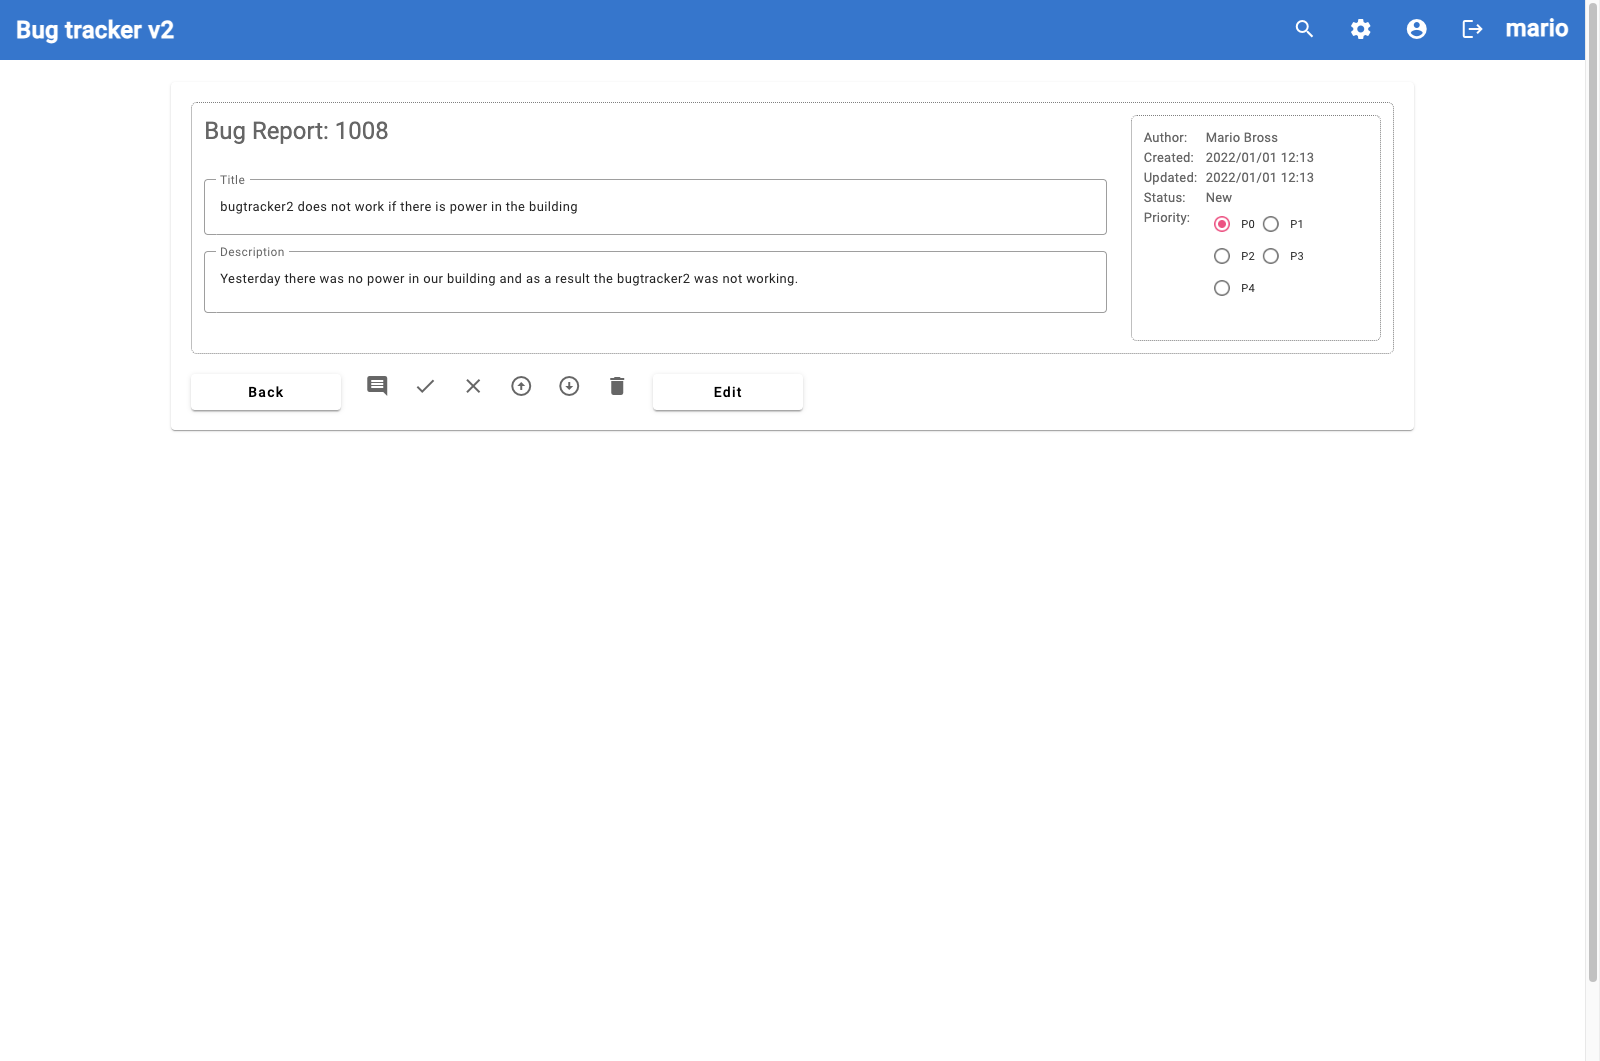 Bug tracker v2
mario
Bug Report: 1008
Title
bugtracker2 does not work if there is power in the building
Description
Yesterday there was no power in our building and as a result the bugtracker2 was not working.
Author: Mario Bross
Created: 2022/01/01 12:13
Updated: 2022/01/01 12:13
Status: New
Priority: P0 P1
P2 P3
P4
Back
Edit